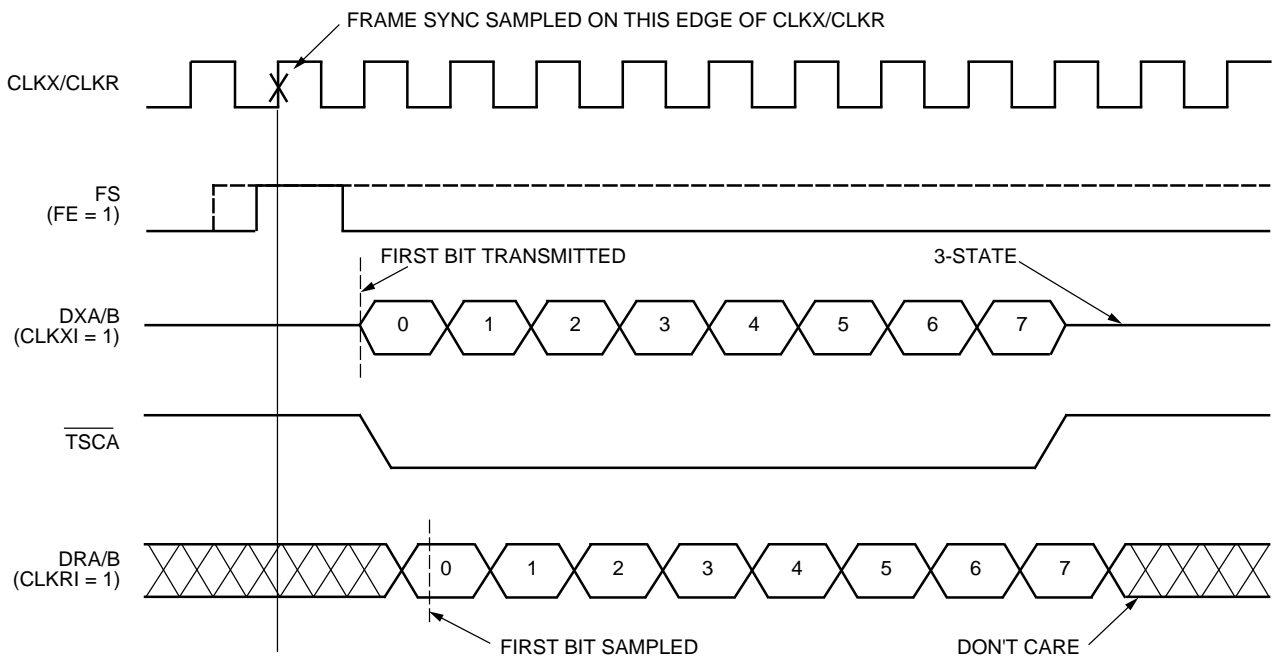 FRAME SYNC SAMPLED ON THIS EDGE OF CLKX/CLKR
CLKX/CLKR
FS
(FE = 1)
FIRST BIT TRANSMITTED
3-STATE
DXA/B
(CLKXI = 1)
0 1 2 3 4 5 6 7
TSCA
DRA/B
(CLKRI = 1)
0 1 2 3 4 5 6 7
FIRST BIT SAMPLED
DON'T CARE